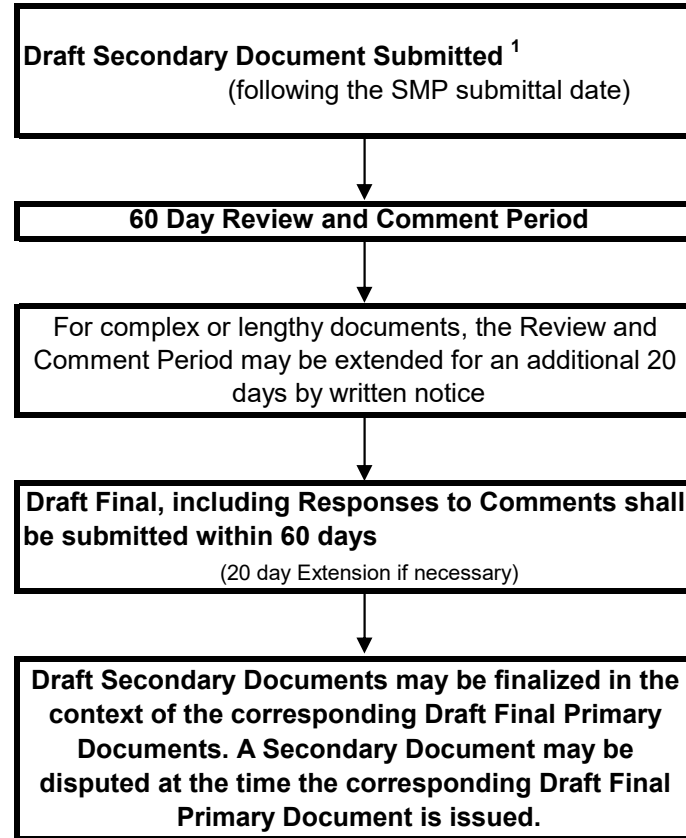 Draft Secondary Document Submitted 1
(following the SMP submittal date)
60 Day Review and Comment Period
For complex or lengthy documents, the Review and
Comment Period may be extended for an additional 20
days by written notice
Draft Final, including Responses to Comments shall
be submitted within 60 days
(20 day Extension if necessary)
Draft Secondary Documents may be finalized in the
context of the corresponding Draft Final Primary
Documents. A Secondary Document may be
disputed at the time the corresponding Draft Final
Primary Document is issued.